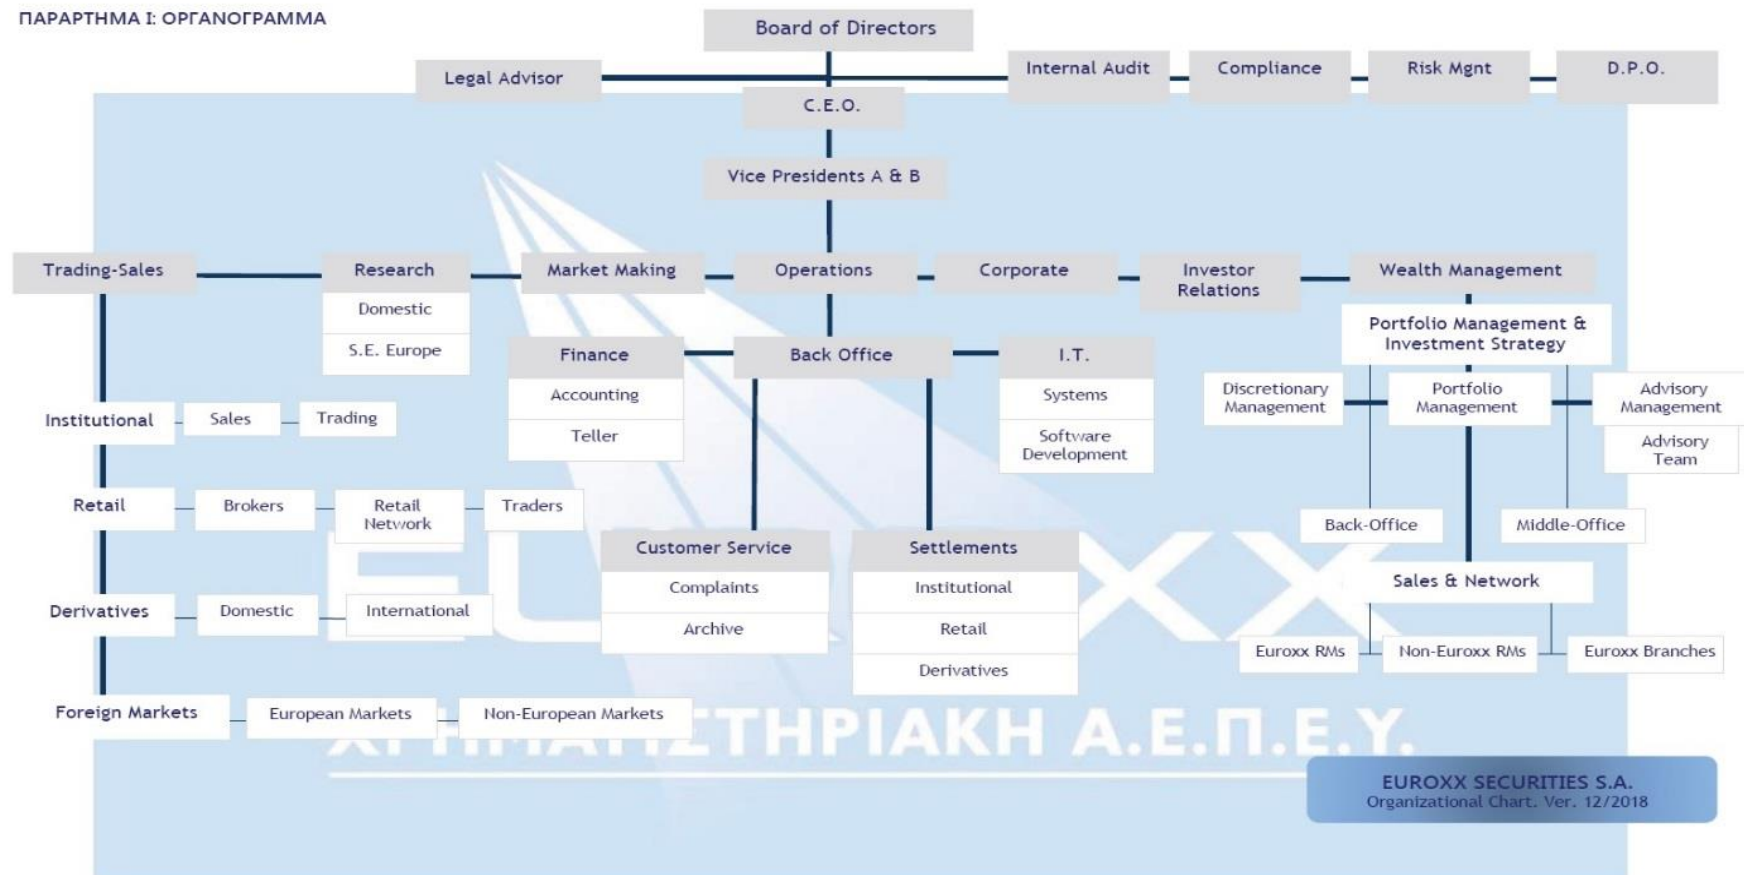 ΠΑΡΑΡΤΗΜΑ Ι: ΟΡΓΑΝΟΓΡΑΜΜΑ
Board of Directors
Legal Advisor
Internal Audit
Compliance
Risk Mgnt
D.P.O.
C.E.O.
Vice Presidents A & B
Trading-Sales
Research
Market Making
Operations
Corporate
Investor
Relations
Wealth Management
Domestic
S.E. Europe
Finance
Accounting
Teller
Back Office
I.T.
Systems
Software
Development
Portfolio Management &
Investment Strategy
Discretionary
Management
Portfolio
Management
Advisory
Management
Advisory
Team
Institutional
Sales
Trading
Retail
Brokers
Retail
Network
Traders
Back-Office
Middle-Office
Customer Service
Complaints
Archive
Settlements
Institutional
Retail
Derivatives
Sales & Network
Euroxx RMs
Non-Euroxx RMs
Euroxx Branches
Derivatives
Domestic
International
Foreign Markets
European Markets
Non-European Markets
ΧΡΗΜΑΤΙΣΤΗΡΙΑΚΗ Α.Ε.Π.Ε.Υ.
EUROXX SECURITIES S.A.
Organizational Chart. Ver. 12/2018